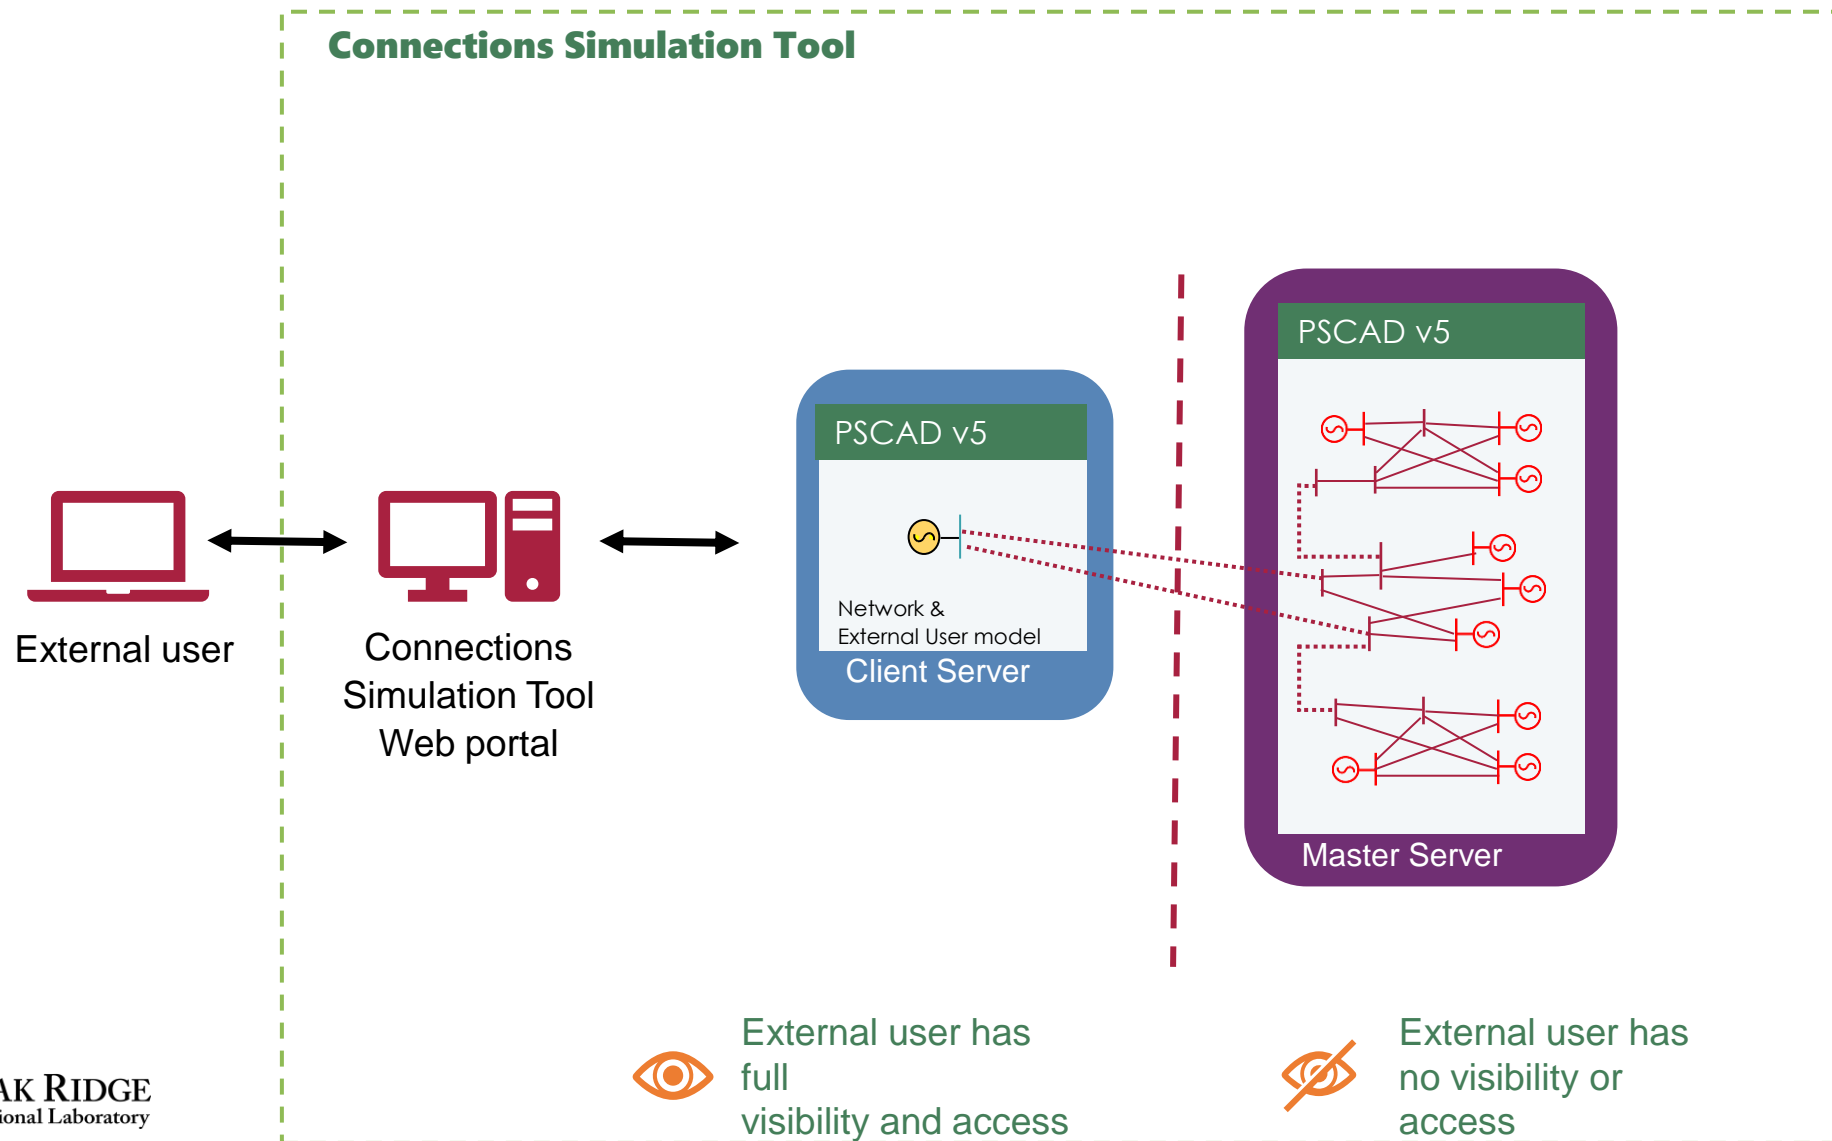 Connections Simulation Tool
PSCAD v5
PSCAD v5
Network &
External User model
Client Server
Master Server
External user
Connections
Simulation Tool
Web portal
External user has
full
visibility and access
External user has
no visibility or
access
RIDGE
Laboratory